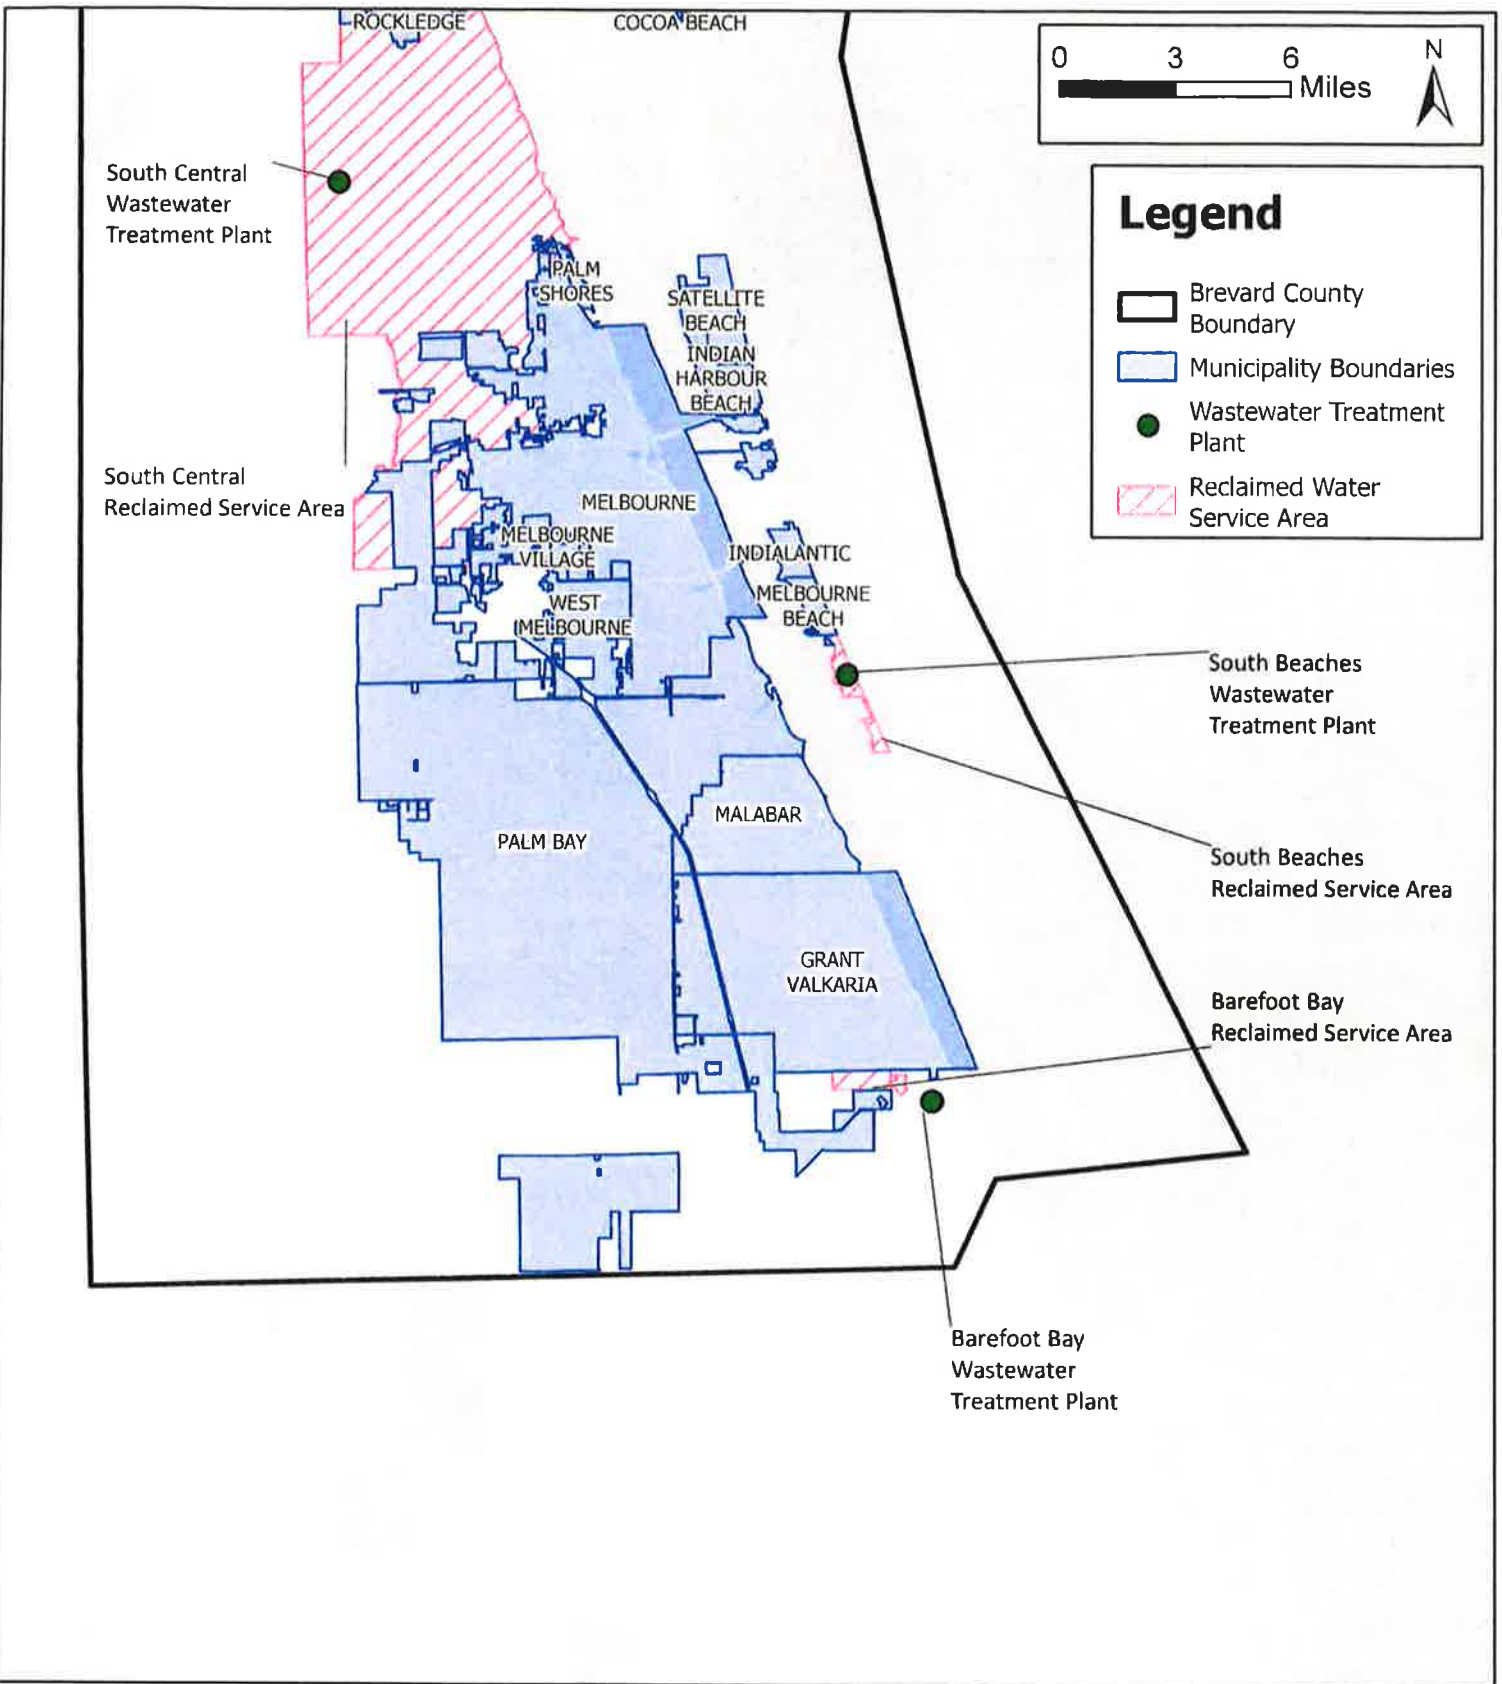 ROCKLEDGE
COCOA BEACH
0 3 6
Miles
N
South Central
Wastewater
Treatment Plant
Legend
Brevard County
Boundary
Municipality Boundaries
Wastewater Treatment
Plant
Reclaimed Water
Service Area
PALM
SHORES
SATELLITE
BEACH
INDIAN
HARBOUR
BEACH
South Central
Reclaimed Service Area
MELBOURNE
MELBOURNE
VILLAGE
INDIALANTIC
WEST
MELBOURNE
MELBOURNE
BEACH
South Beaches
Wastewater
Treatment Plant
MALABAR
PALM BAY
South Beaches
Reclaimed Service Area
GRANT
VALKARIA
Barefoot Bay
Reclaimed Service Area
Barefoot Bay
Wastewater
Treatment Plant